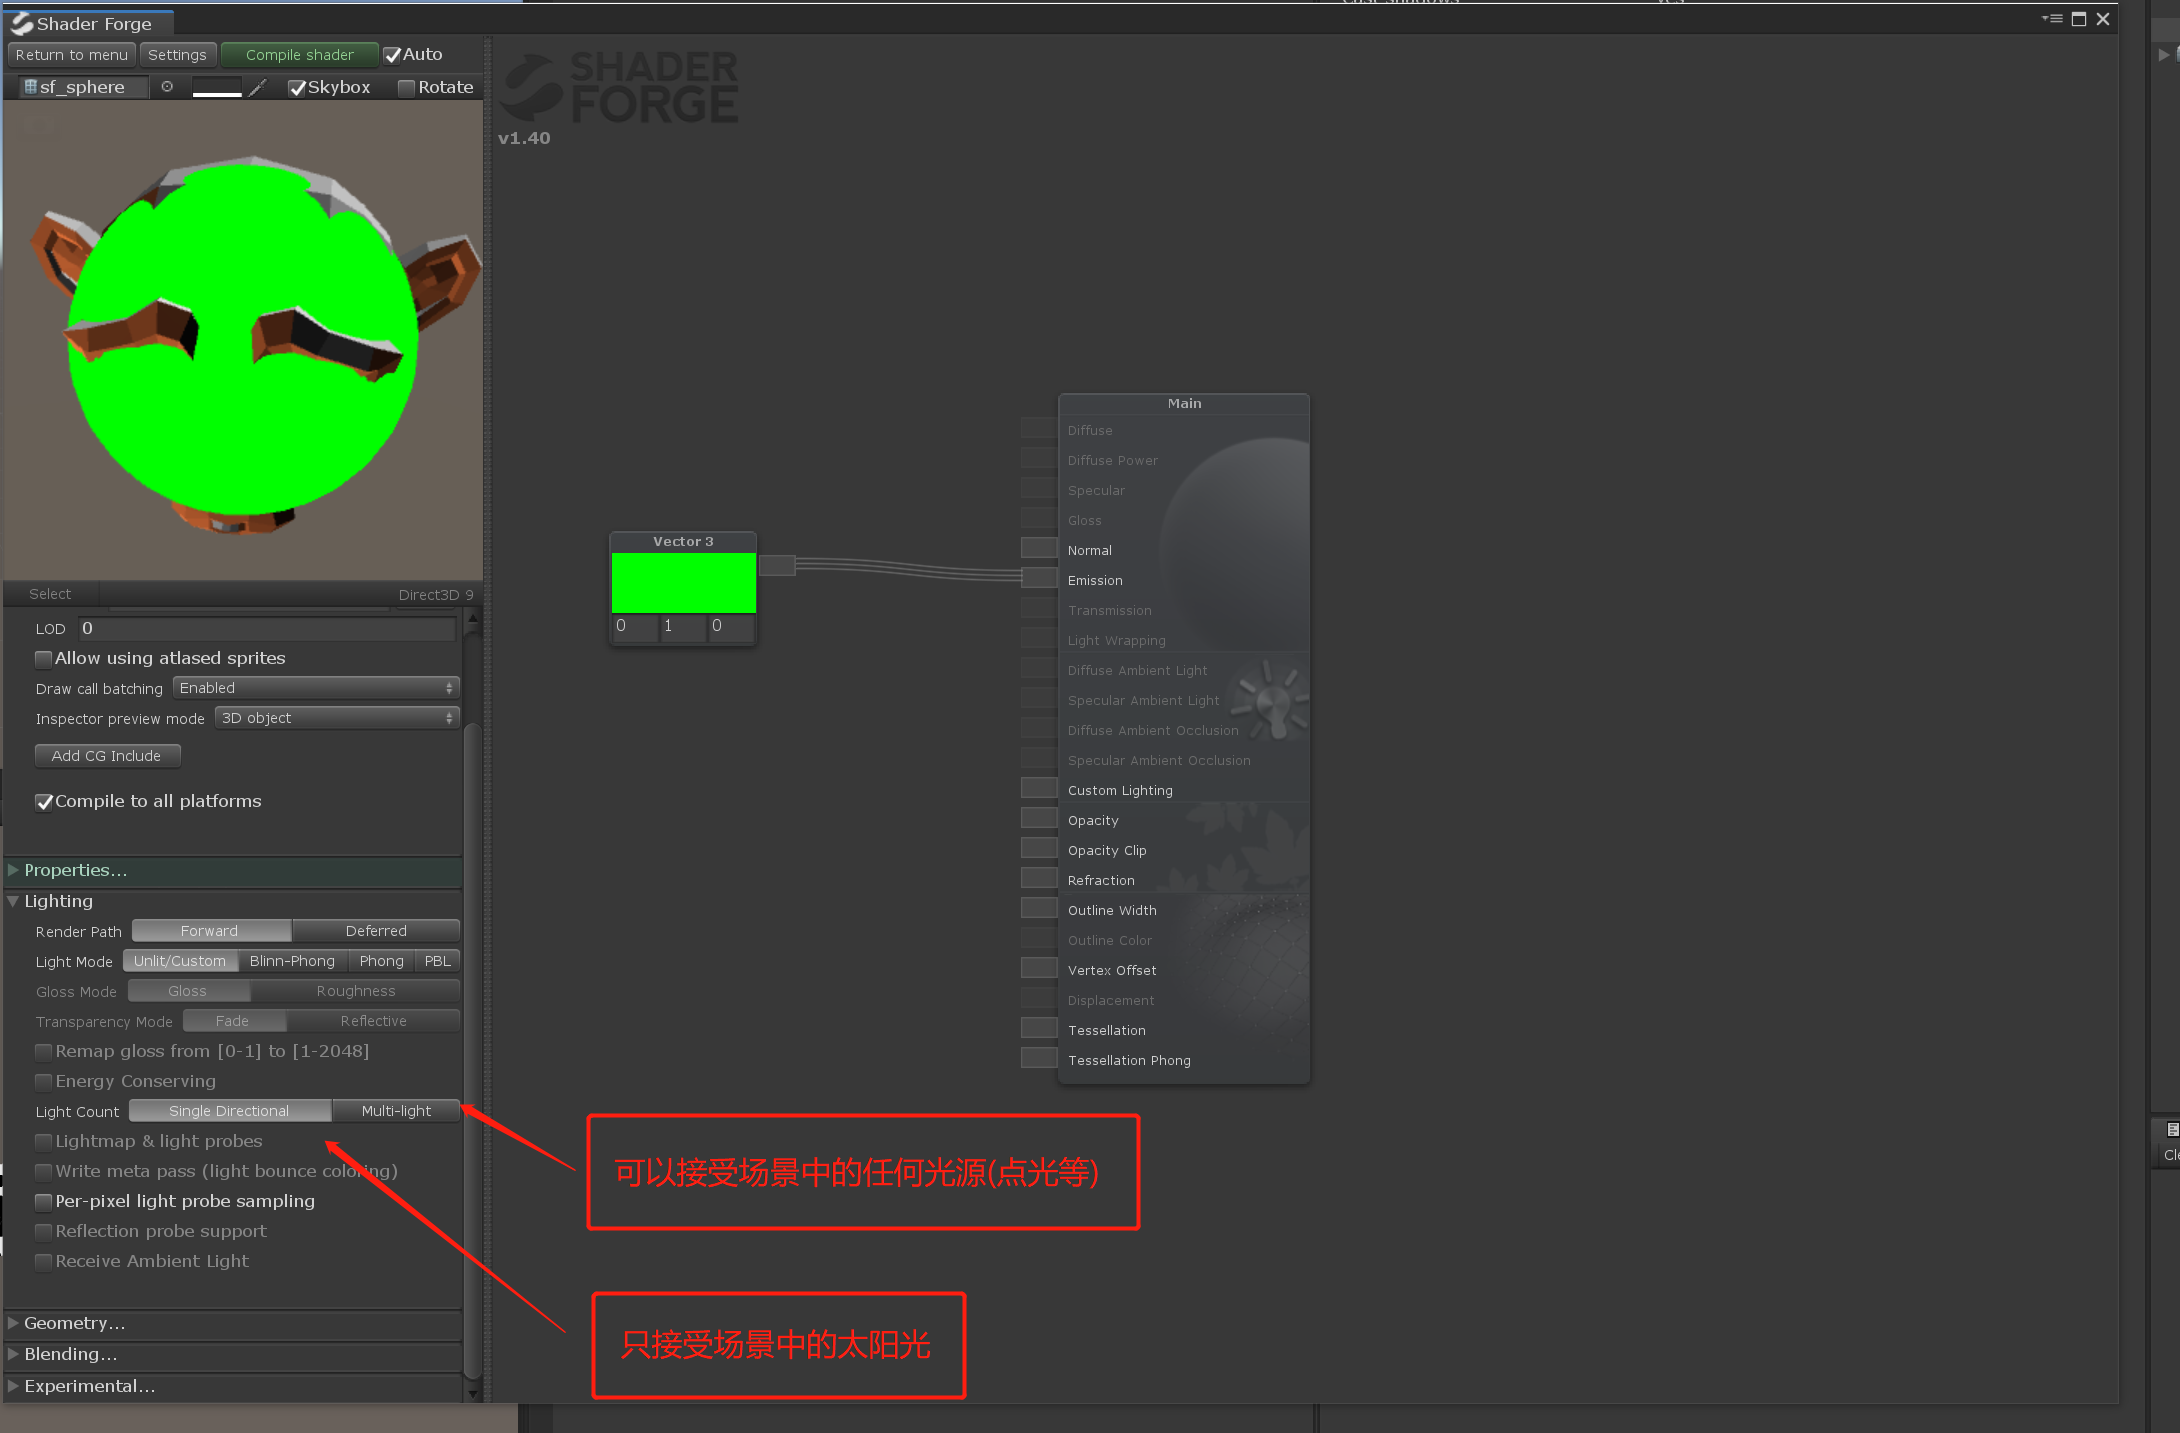 Cast Shadows
Yes
Shader Forge
Return to menu
Settings
Compile shader
Auto
sf_sphere
Skybox
Rotate
SHADER
FORGE
v1.40
Select
Direct3D 9
LOD
0
Allow using atlased sprites
Draw call batching
Enabled
Inspector preview mode
3D object
Add CG Include
Compile to all platforms
Properties...
Lighting
Render Path
Forward
Deferred
Light Mode
Unlit/Custom
Blinn-Phong
Phong
PBL
Gloss Mode
Gloss
Roughness
Transparency Mode
Fade
Reflective
Remap gloss from [0-1] to [1-2048]
Energy Conserving
Light Count
Single Directional
Multi-light
Lightmap & light probes
Write meta pass (light bounce coloring)
Per-pixel light probe sampling
Reflection probe support
Receive Ambient Light
Geometry...
Blending...
Experimental...
Vector 3
0
1
0
Main
Diffuse
Diffuse Power
Specular
Gloss
Normal
Emission
Transmission
Light Wrapping
Diffuse Ambient Light
Specular Ambient Light
Diffuse Ambient Occlusion
Specular Ambient Occlusion
Custom Lighting
Opacity
Opacity Clip
Refraction
Outline Width
Outline Color
Vertex Offset
Displacement
Tessellation
Tessellation Phong
可以接受场景中的任何光源(点光等)
只接受场景中的太阳光